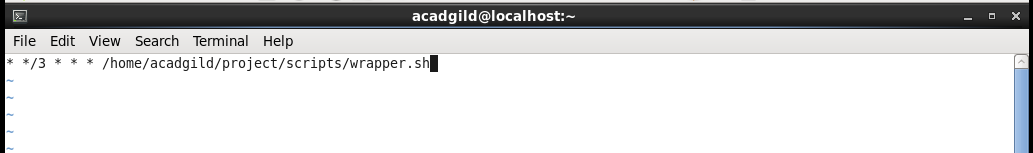 acadgild@localhost:~
File Edit View Search Terminal Help
* */3 * * * /home/acadgild/project/scripts/wrapper.sh
~
~
~
~
~